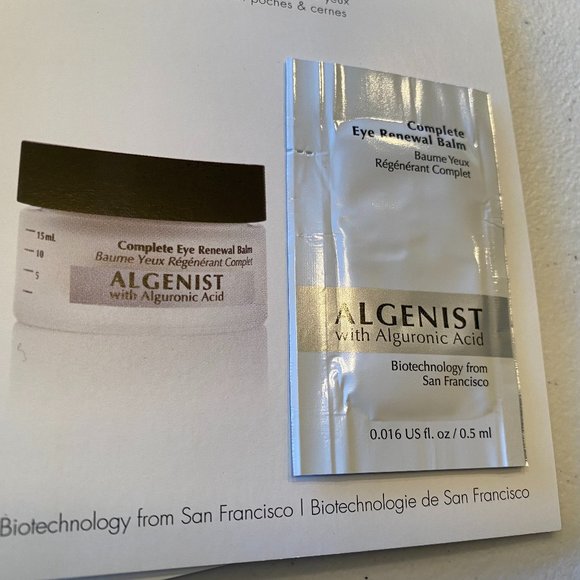 poches & cernes
15mL
10
5
Complete Eye Renewal Balm
Baume Yeux Régénérant Complet
ALGENIST
with Alguronic Acid
Complete
Eye Renewal Balm
Baume Yeux
Régénérant Complet
ALGENIST
with Alguronic Acid
Biotechnology from
San Francisco
0.016 US fl. oz / 0.5 ml
Biotechnology from San Francisco | Biotechnologie de San Francisco